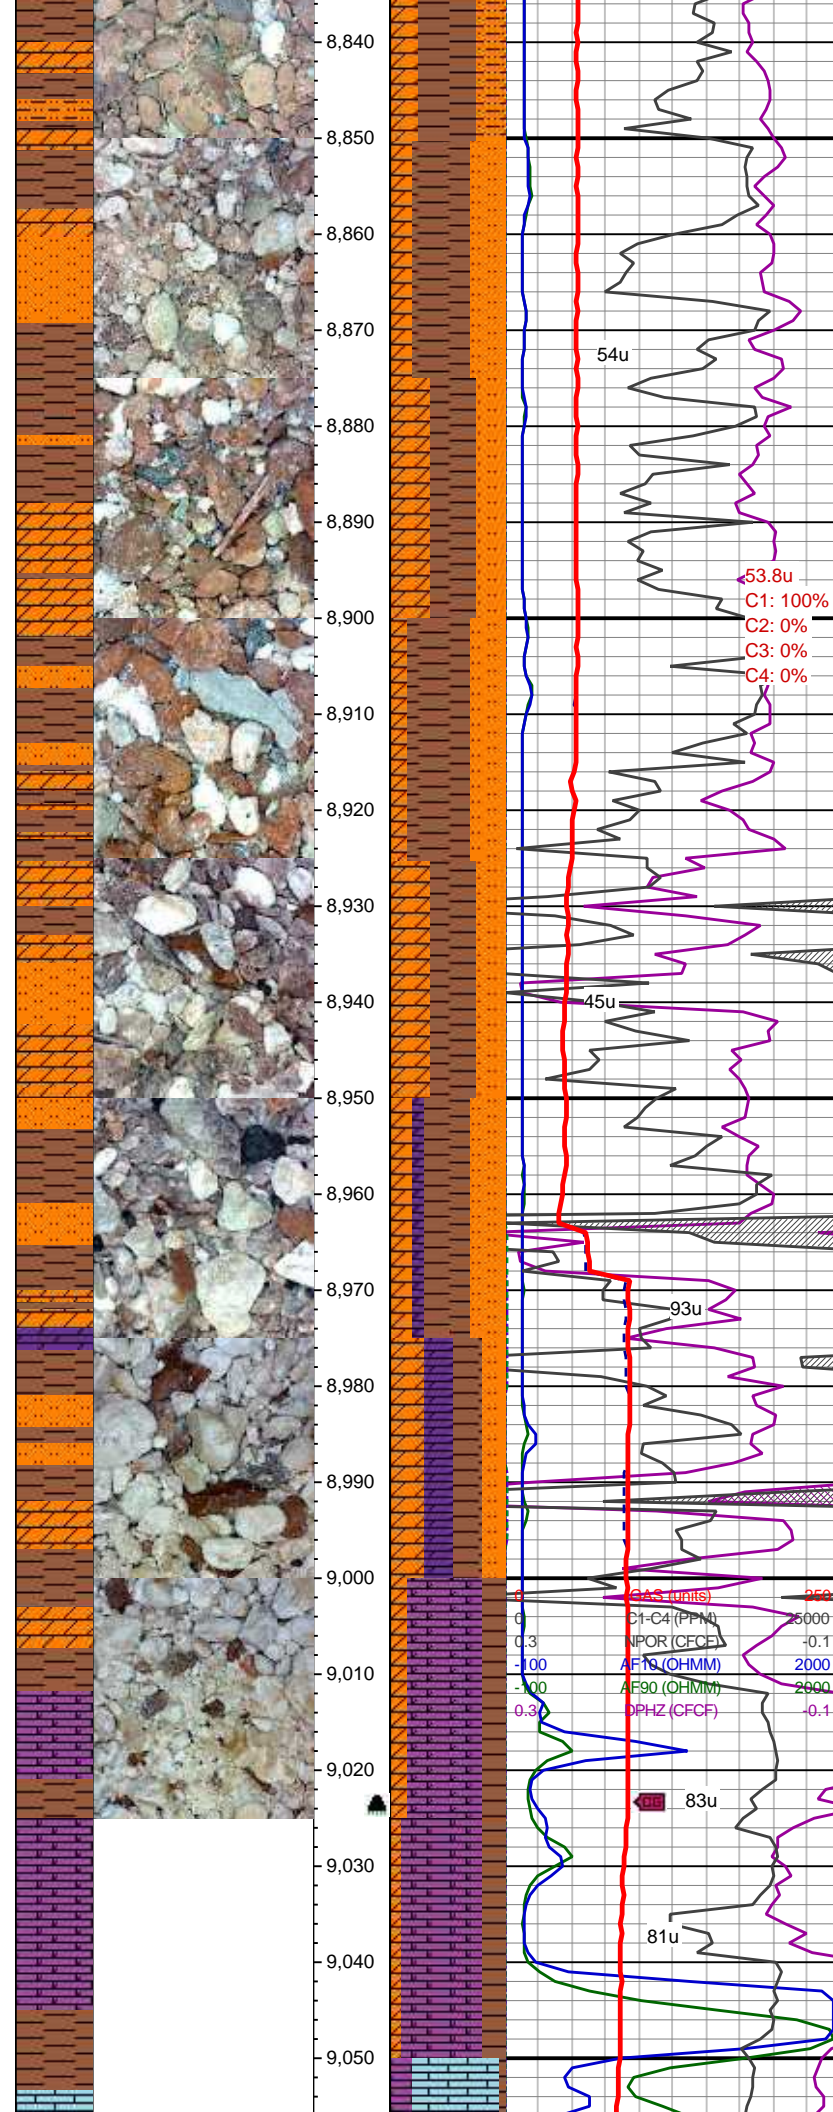 8,840
8,850
8,860
8,870
54u
8,880
8,890
53.8u
C1: 100%
8,900
C2: 0%
C3: 0%
C4: 0%
8,910
8,920
8,930
8,940
45u
8,950
8,960
8,970
93u
8,980
8,990
9,000
0 GAS (units) 250
0 C1-C4 (PPM) 25000
0.3 NPOR (CFCF) -0.1
-100 AF10 (OHMM) 2000
9,010
-100 AF90 (OHMM) 2000
0.3 DPHZ (CFCF) -0.1
9,020
83u
9,030
81u
9,040
9,050